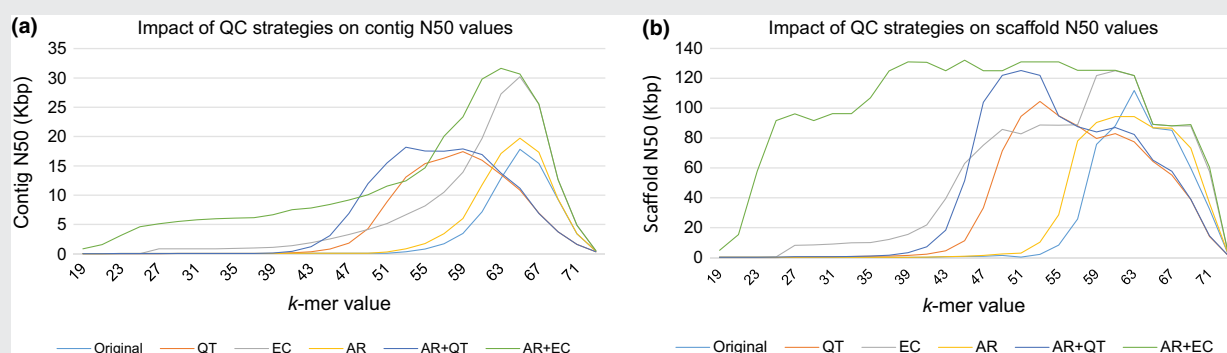 (a)
Impact of QC strategies on contig N50 values
35
30
25
20
15
10
5
0
Contig N50 (Kbp)
19 23 27 31 35 39 43 47 51 55 59 63 67 71
k-mer value
Original QT EC AR AR+QT AR+EC
(b)
Impact of QC strategies on scaffold N50 values
140
120
100
80
60
40
20
0
Scaffold N50 (Kbp)
19 23 27 31 35 39 43 47 51 55 59 63 67 71
k-mer value
Original QT EC AR AR+QT AR+EC